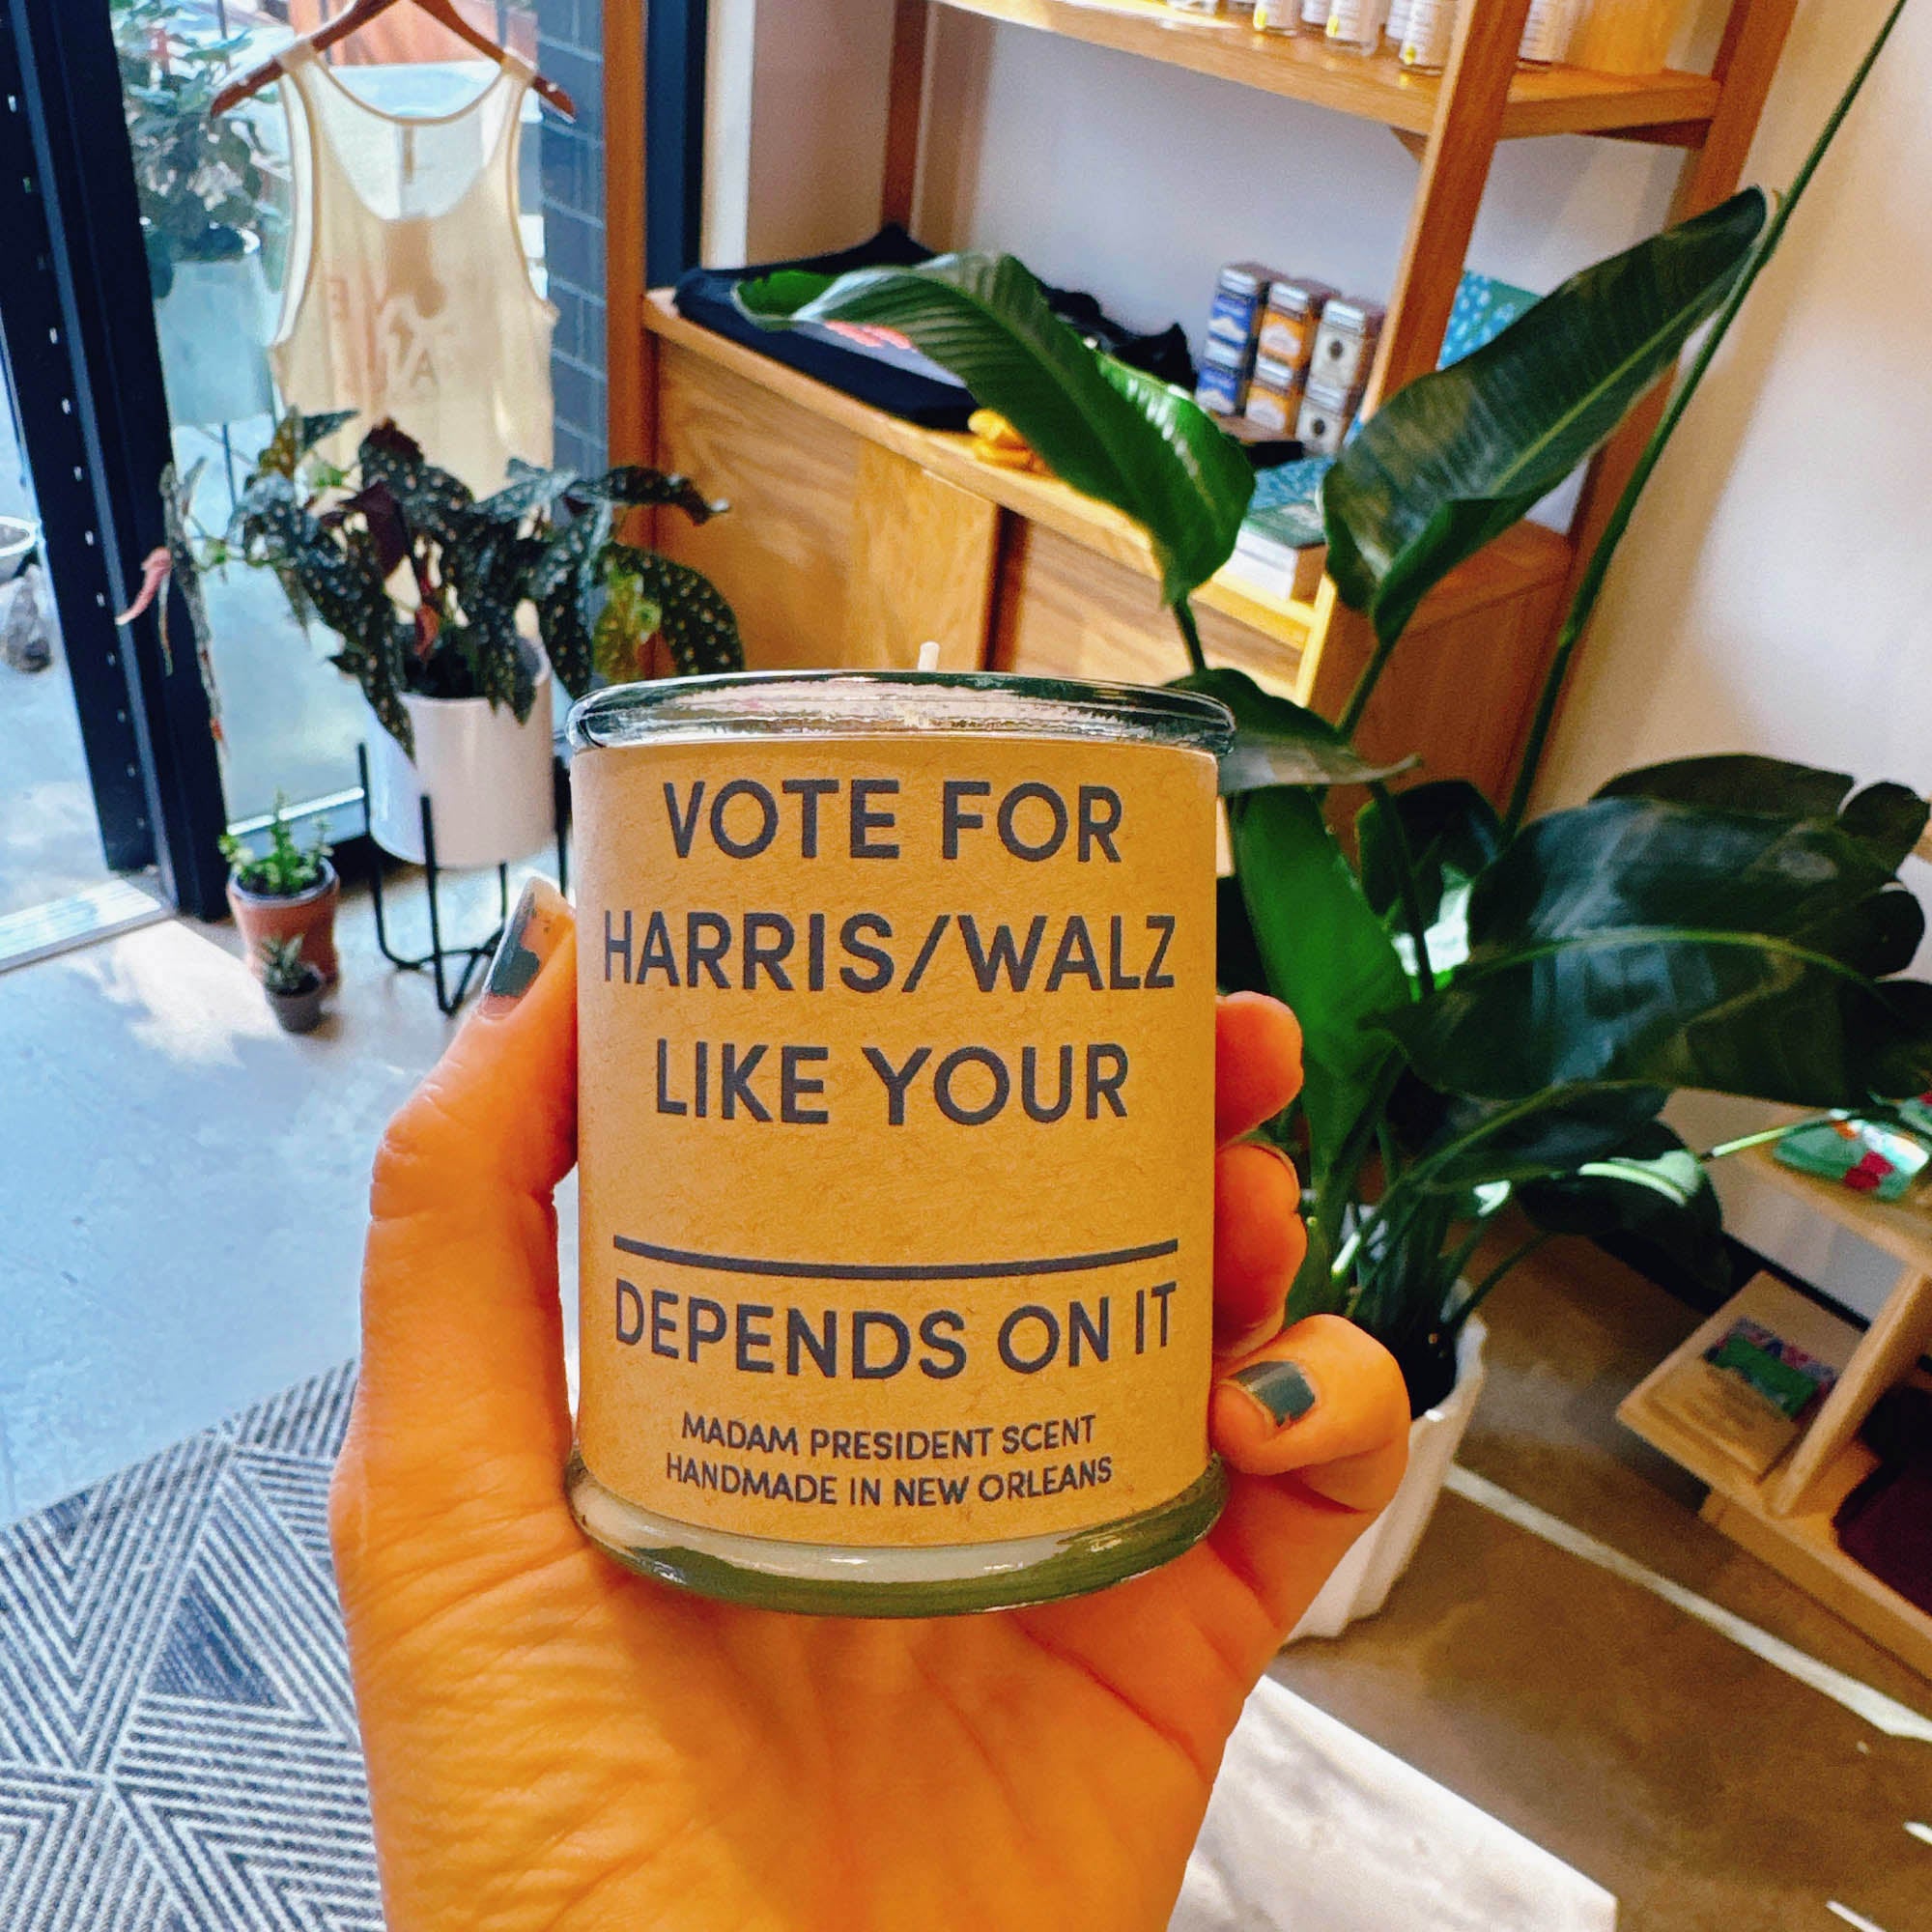 VOTE FOR
HARRIS/WALZ
LIKE YOUR
DEPENDS ON IT
MADAM PRESIDENT SCENT
HANDMADE IN NEW ORLEANS